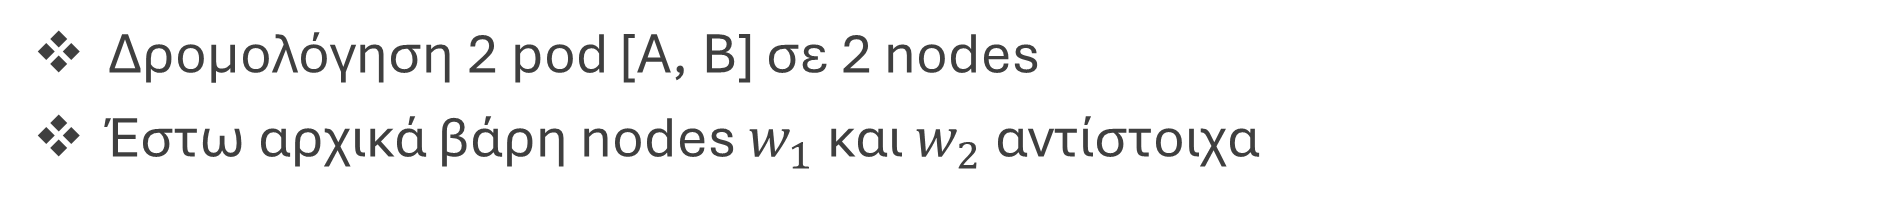 ❖ Δρομολόγηση 2 pod [A, B] σε 2 nodes
❖ Έστω αρχικά βάρη nodes w₁ και w₂ αντίστοιχα